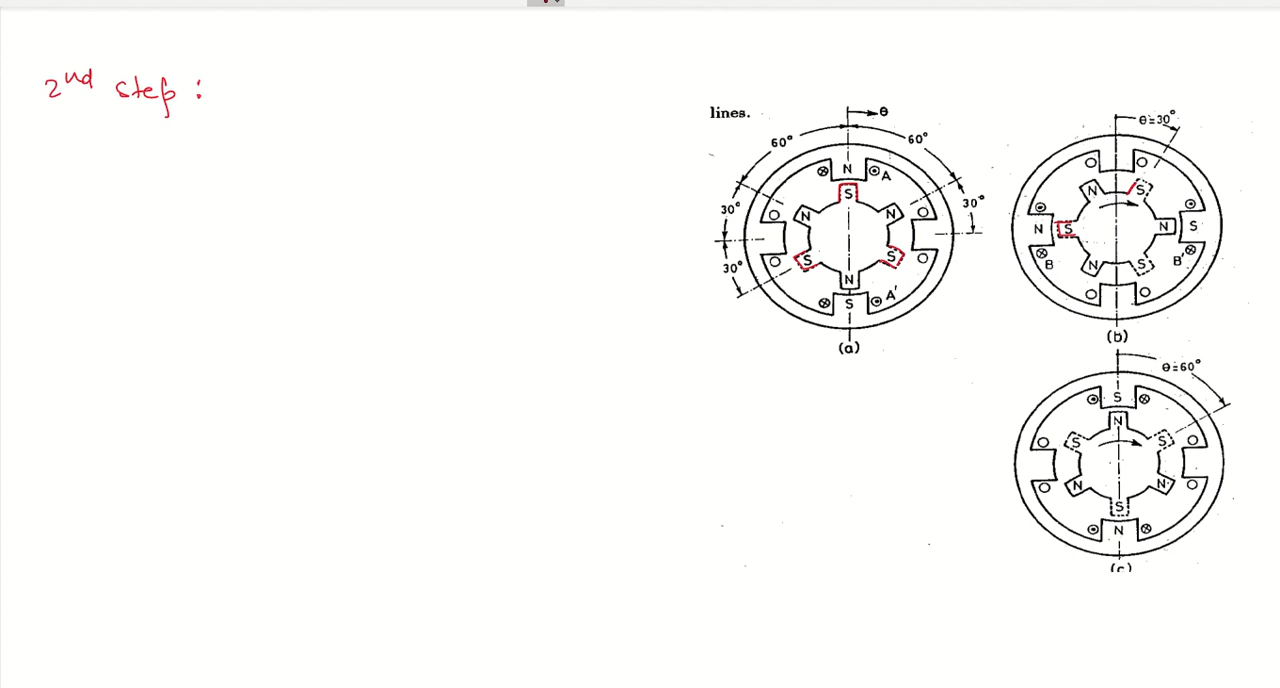 2nd step :
lines.
θ
60°
60°
N
⊗
⊙
A
S
30°
30°
N
N
30°
S
S
N
⊗
S
⊙
A'
(a)
θ=30°
N
S
N
S
N
S
B
N
S
B'
(b)
θ=60°
⊙
S
⊗
N
S
S
N
N
S
⊙
N
⊗
(c)